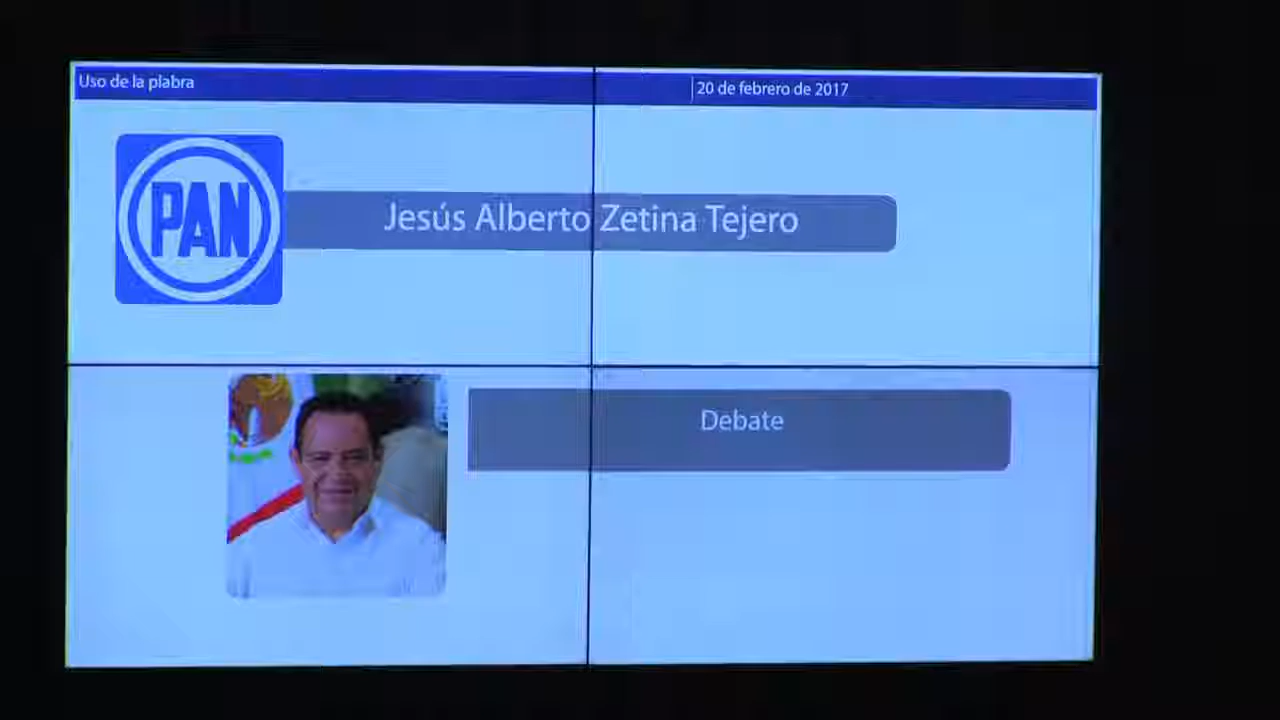 Uso de la plabra
20 de febrero de 2017
PAN
Jesús Alberto Zetina Tejero
Debate